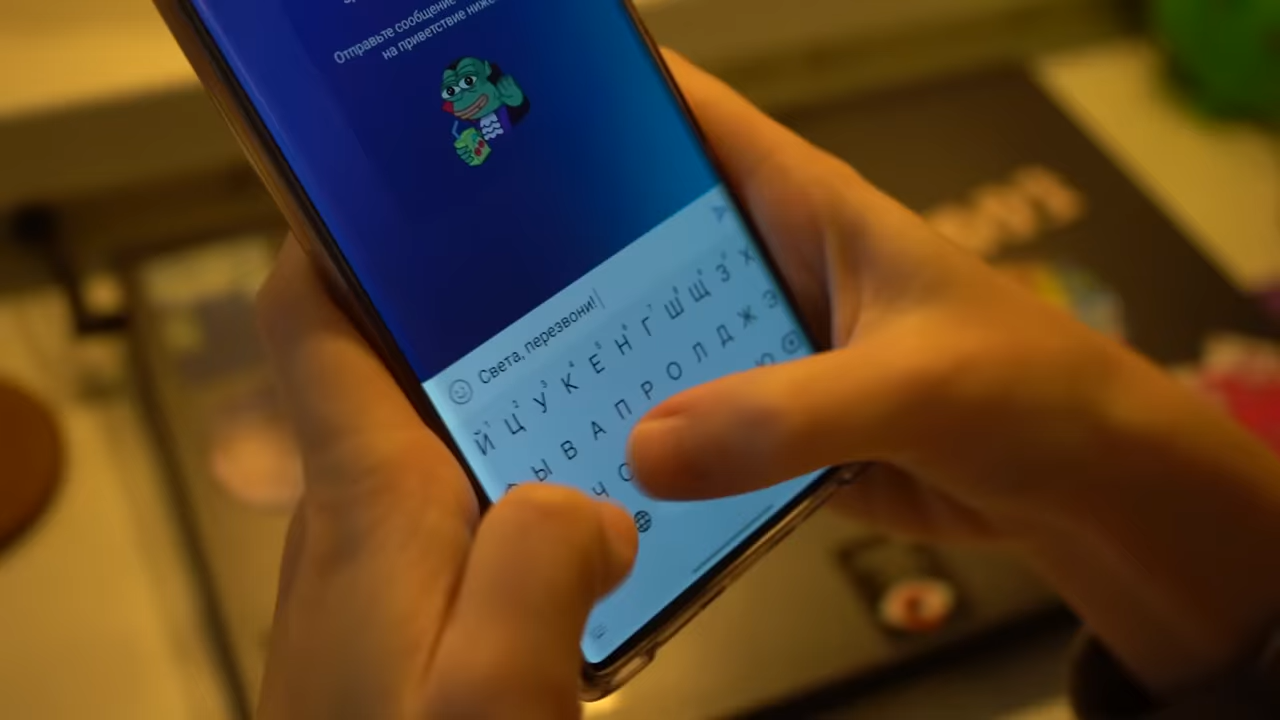 Отправьте сообщение
на приветствие ниже
Света, перезвони!
Й Ц У К Е Н Г Ш Щ З Х
Ы В А П Р О Л Д Ж Э
Ч С Ю